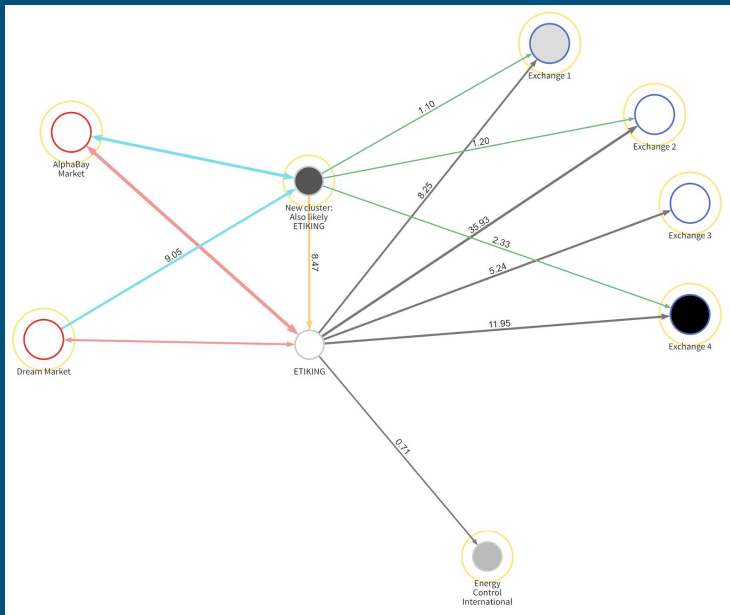 Exchange 1
1.10
Exchange 2
1.20
AlphaBay
Market
8.25
New cluster:
Also likely
ETIKING
35.93
Exchange 3
2.33
9.05
8.47
5.24
11.95
Exchange 4
Dream Market
ETIKING
0.71
Energy
Control
International